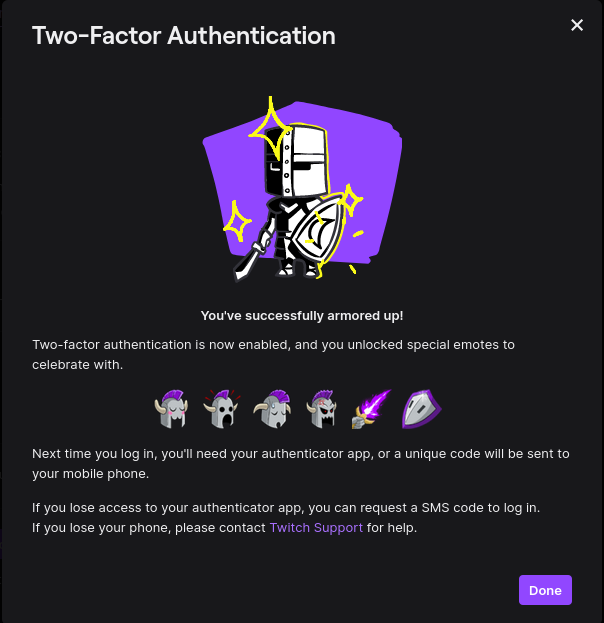 Two-Factor Authentication
You've successfully armored up!
Two-factor authentication is now enabled, and you unlocked special emotes to
celebrate with.
Next time you log in, you'll need your authenticator app, or a unique code will be sent to
your mobile phone.
If you lose access to your authenticator app, you can request a SMS code to log in.
If you lose your phone, please contact Twitch Support for help.
Done